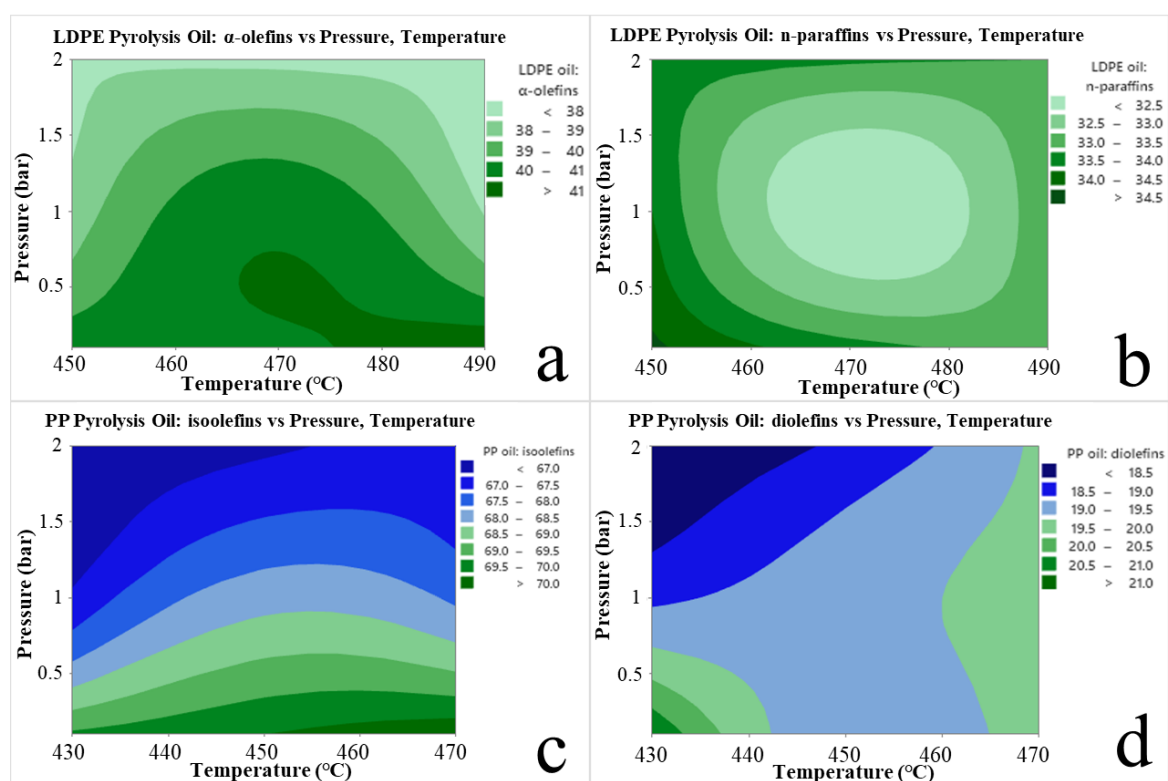 LDPE Pyrolysis Oil: α-olefins vs Pressure, Temperature
LDPE oil:
α-olefins
< 38
38 – 39
39 – 40
40 – 41
> 41
2
1.5
1
0.5
Pressure (bar)
450 460 470 480 490
Temperature (°C)
a
LDPE Pyrolysis Oil: n-paraffins vs Pressure, Temperature
LDPE oil:
n-paraffins
< 32.5
32.5 – 33.0
33.0 – 33.5
33.5 – 34.0
34.0 – 34.5
> 34.5
2
1.5
1
0.5
Pressure (bar)
450 460 470 480 490
Temperature (°C)
b
PP Pyrolysis Oil: isoolefins vs Pressure, Temperature
PP oil: isoolefins
< 67.0
67.0 – 67.5
67.5 – 68.0
68.0 – 68.5
68.5 – 69.0
69.0 – 69.5
69.5 – 70.0
> 70.0
2
1.5
1
0.5
Pressure (bar)
430 440 450 460 470
Temperature (°C)
c
PP Pyrolysis Oil: diolefins vs Pressure, Temperature
PP oil: diolefins
< 18.5
18.5 – 19.0
19.0 – 19.5
19.5 – 20.0
20.0 – 20.5
20.5 – 21.0
> 21.0
2
1.5
1
0.5
Pressure (bar)
430 440 450 460 470
Temperature (°C)
d